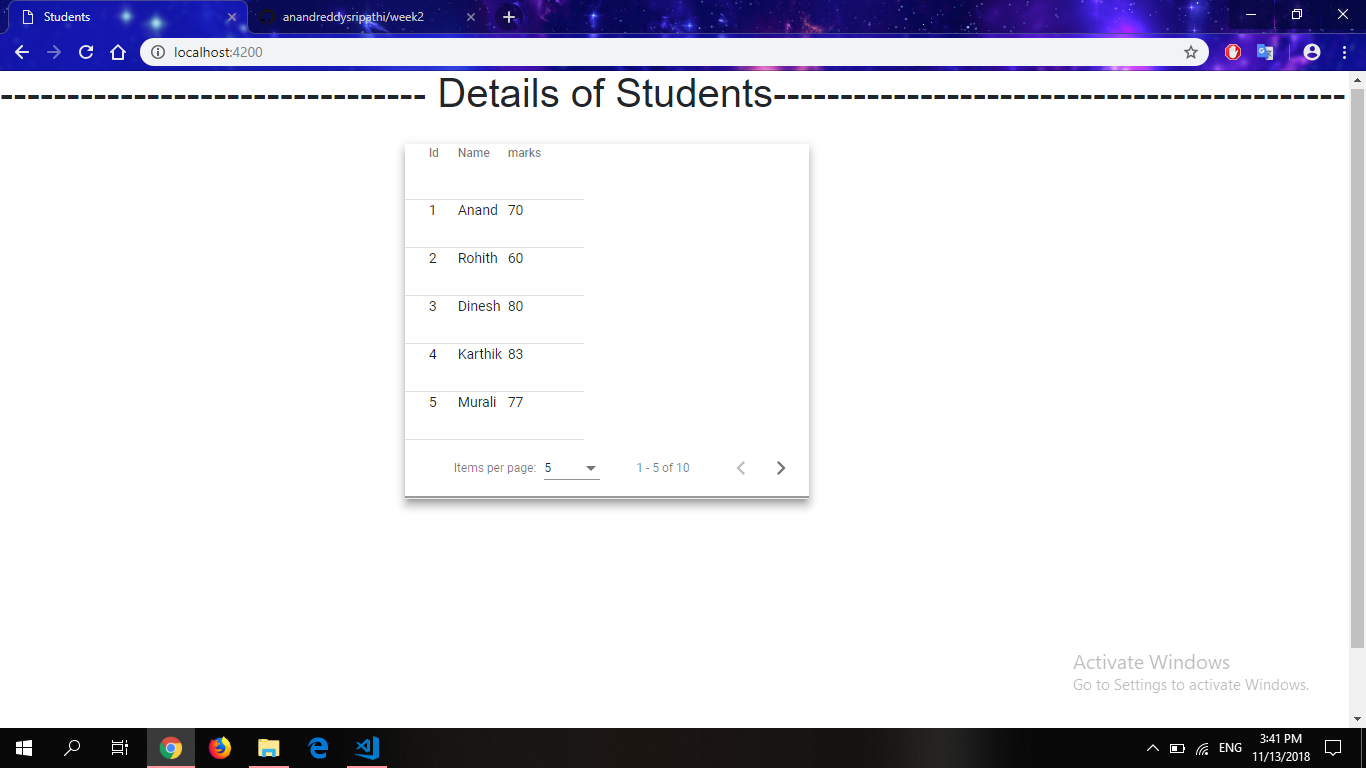 Students
anandreddysripathi/week2
localhost:4200
-------------------------------- Details of Students-------------------------------------------
Id Name marks
1 Anand 70
2 Rohith 60
3 Dinesh 80
4 Karthik 83
5 Murali 77
Items per page: 5 1 - 5 of 10
Activate Windows
Go to Settings to activate Windows.
ENG
3:41 PM
11/13/2018